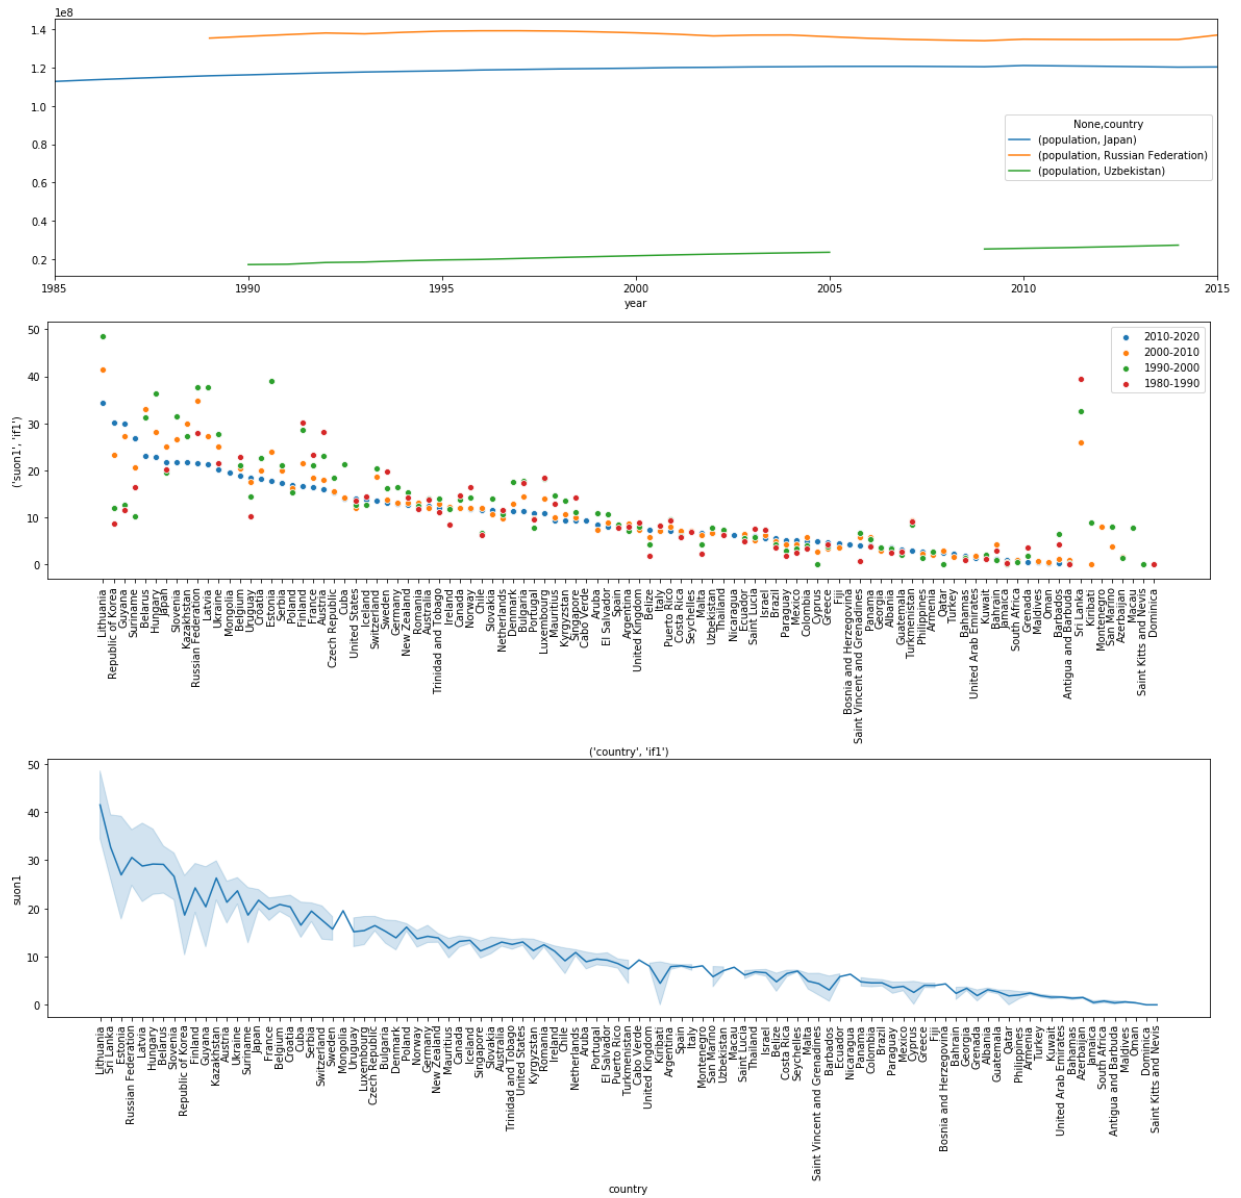 1e8
1.4
1.2
1.0
0.8
0.6
0.4
0.2
None,country
(population, Japan)
(population, Russian Federation)
(population, Uzbekistan)
1985
1990
1995
2000
2005
2010
2015
year
50
40
30
20
10
0
('suon1', 'if1')
2010-2020
2000-2010
1990-2000
1980-1990
Lithuania
Republic of Korea
Guyana
Suriname
Belarus
Hungary
Japan
Slovenia
Kazakhstan
Russian Federation
Latvia
Ukraine
Mongolia
Belgium
Uruguay
Croatia
Estonia
Serbia
Poland
Finland
France
Austria
Czech Republic
Cuba
United States
Iceland
Switzerland
Sweden
Germany
New Zealand
Romania
Australia
Trinidad and Tobago
Ireland
Canada
Norway
Chile
Slovakia
Netherlands
Denmark
Bulgaria
Portugal
Luxembourg
Mauritius
Kyrgyzstan
Singapore
Cabo Verde
Aruba
El Salvador
Spain
Argentina
United Kingdom
Belize
Italy
Puerto Rico
Costa Rica
Seychelles
Malta
Uzbekistan
Thailand
Nicaragua
Ecuador
Saint Lucia
Israel
Brazil
Paraguay
Mexico
Colombia
Cyprus
Greece
Fiji
Bosnia and Herzegovina
Saint Vincent and Grenadines
Panama
Georgia
Albania
Guatemala
Turkmenistan
Philippines
Armenia
Qatar
Turkey
Bahamas
United Arab Emirates
Kuwait
Bahrain
Jamaica
South Africa
Grenada
Maldives
Oman
Barbados
Antigua and Barbuda
Sri Lanka
Kiribati
Montenegro
San Marino
Azerbaijan
Macau
Saint Kitts and Nevis
Dominica
('country', 'if1')
50
40
30
20
10
0
suon1
Lithuania
Sri Lanka
Estonia
Russian Federation
Latvia
Hungary
Belarus
Slovenia
Republic of Korea
Finland
Guyana
Kazakhstan
Austria
Ukraine
Suriname
Japan
France
Belgium
Croatia
Cuba
Serbia
Switzerland
Sweden
Mongolia
Uruguay
Luxembourg
Czech Republic
Bulgaria
Denmark
Poland
Norway
Germany
New Zealand
Mauritius
Canada
Iceland
Singapore
Slovakia
Australia
Trinidad and Tobago
United States
Kyrgyzstan
Romania
Ireland
Chile
Netherlands
Aruba
Portugal
El Salvador
Puerto Rico
Turkmenistan
Cabo Verde
United Kingdom
Kiribati
Argentina
Spain
Italy
Montenegro
San Marino
Uzbekistan
Macau
Saint Lucia
Thailand
Israel
Belize
Costa Rica
Seychelles
Malta
Saint Vincent and Grenadines
Barbados
Ecuador
Nicaragua
Panama
Colombia
Brazil
Paraguay
Mexico
Cyprus
Greece
Fiji
Bosnia and Herzegovina
Bahrain
Georgia
Grenada
Albania
Guatemala
Qatar
Philippines
Armenia
Turkey
Kuwait
United Arab Emirates
Bahamas
Azerbaijan
Jamaica
South Africa
Antigua and Barbuda
Maldives
Oman
Dominica
Saint Kitts and Nevis
country